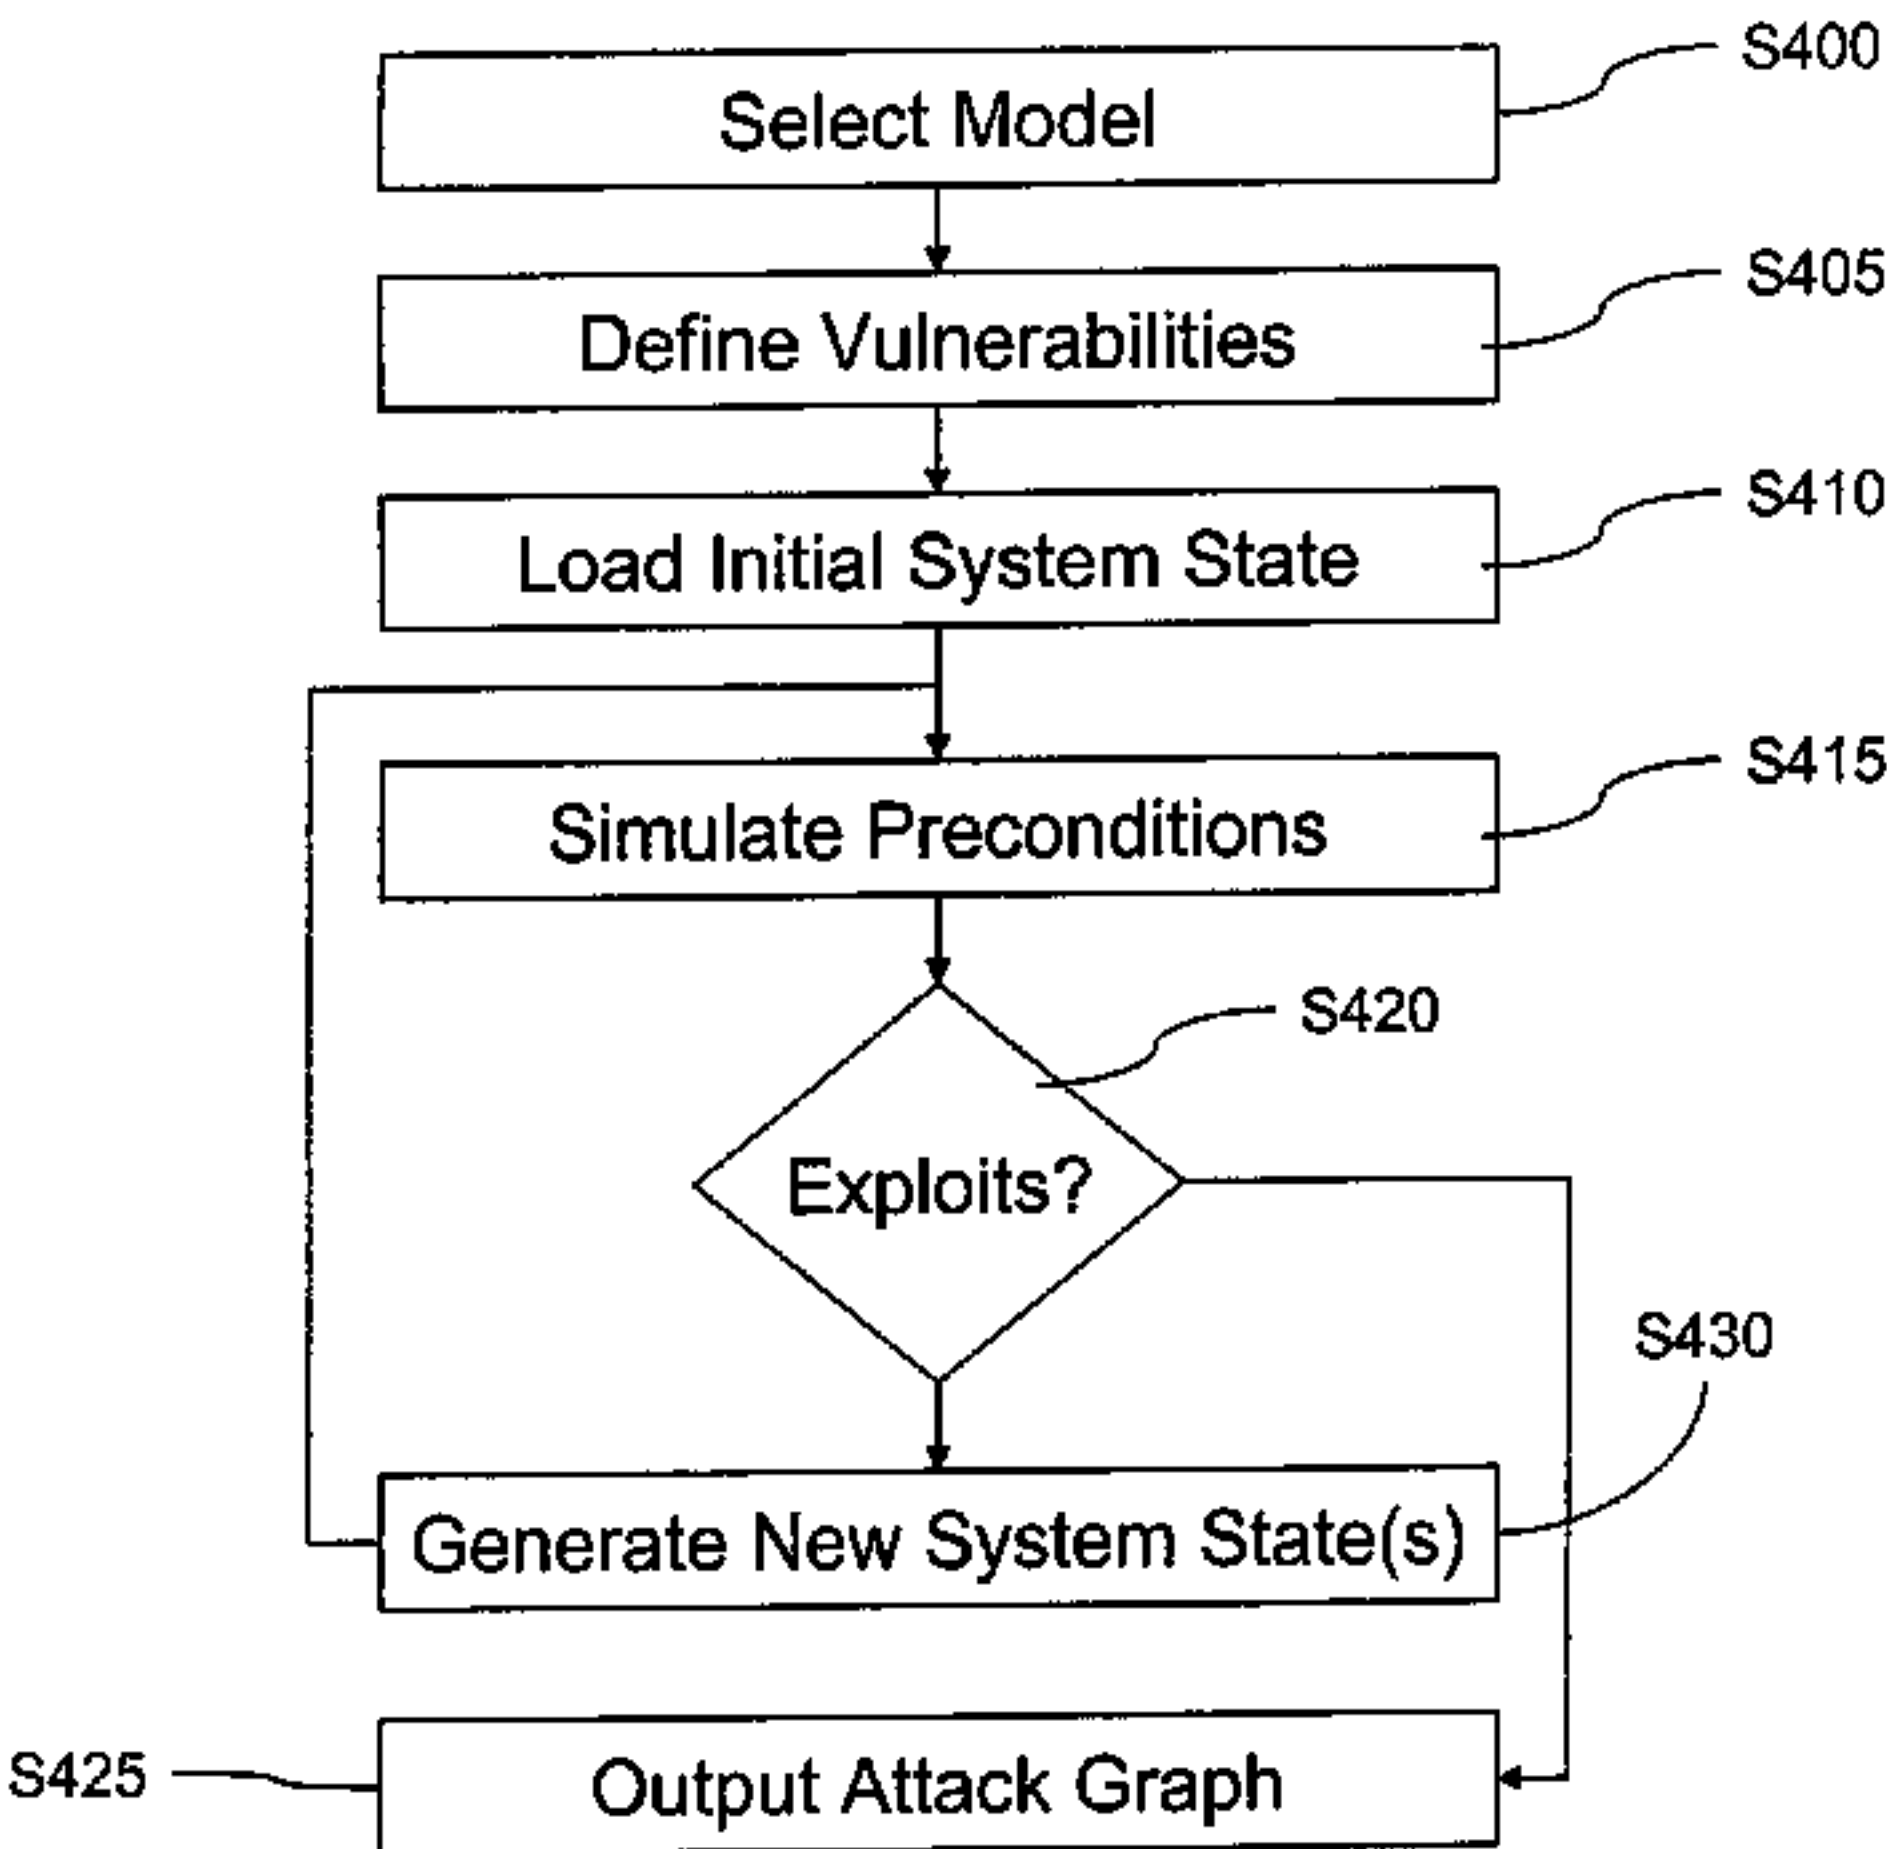 S400
Select Model
S405
Define Vulnerabilities
S410
Load Initial System State
S415
Simulate Preconditions
S420
Exploits?
S430
Generate New System State(s)
S425
Output Attack Graph